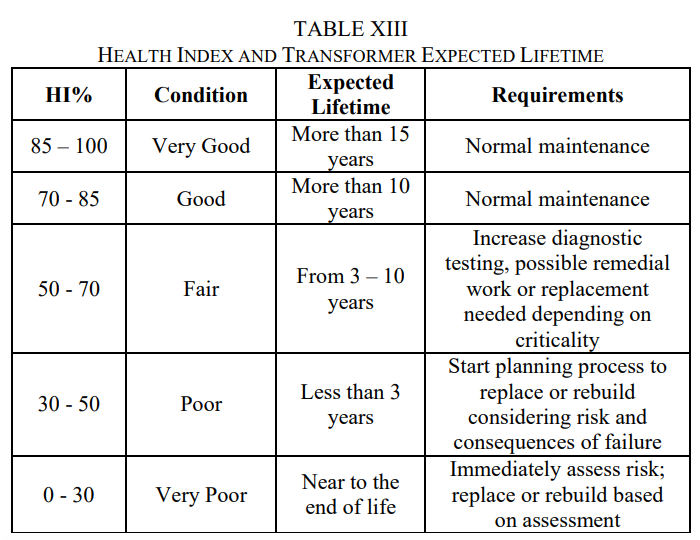 TABLE XIII
HEALTH INDEX AND TRANSFORMER EXPECTED LIFETIME
HI%
Condition
Expected
Lifetime
Requirements
85 – 100
Very Good
More than 15
years
Normal maintenance
70 - 85
Good
More than 10
years
Normal maintenance
50 - 70
Fair
From 3 – 10
years
Increase diagnostic
testing, possible remedial
work or replacement
needed depending on
criticality
30 - 50
Poor
Less than 3
years
Start planning process to
replace or rebuild
considering risk and
consequences of failure
0 - 30
Very Poor
Near to the
end of life
Immediately assess risk;
replace or rebuild based
on assessment